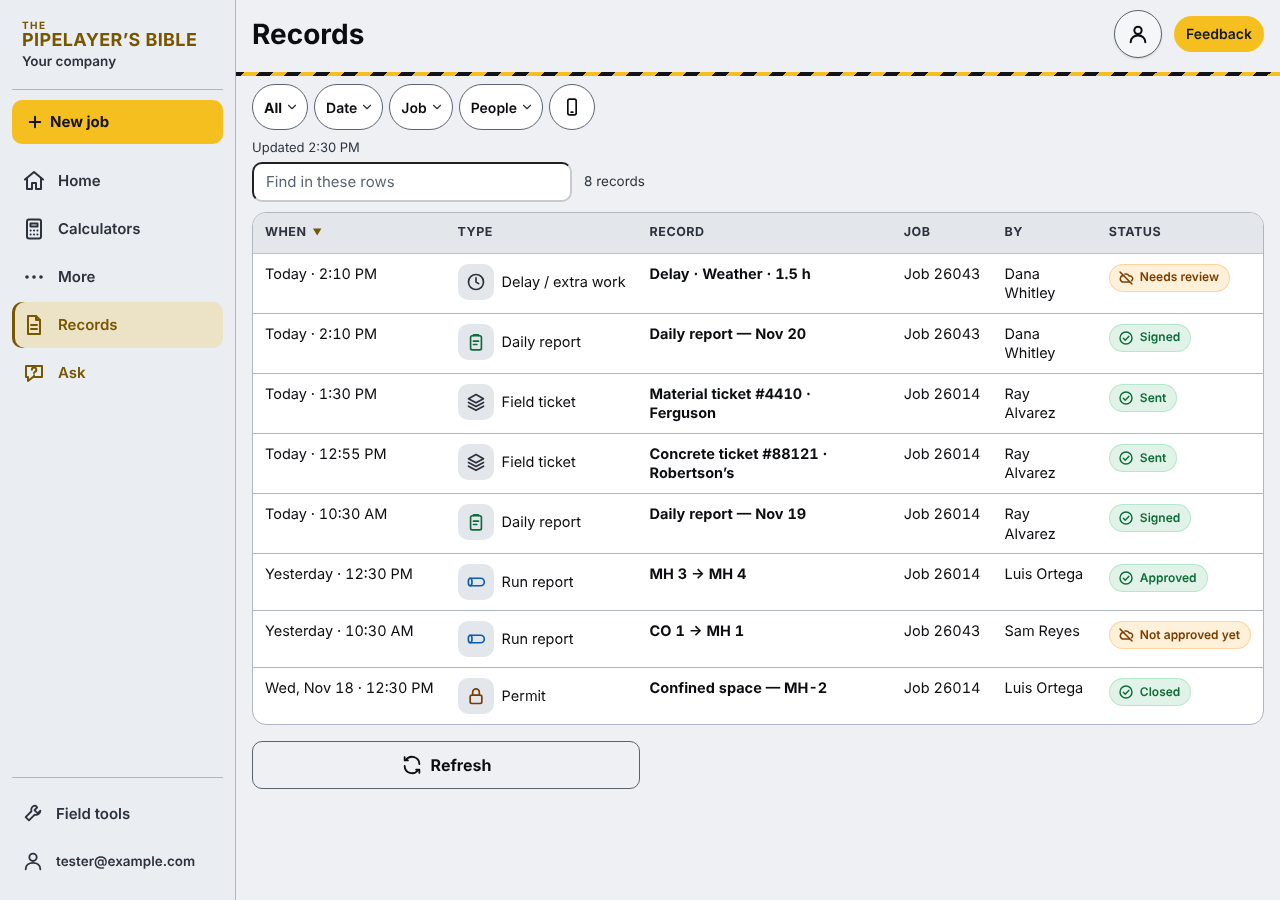 THE
PIPELAYER’S BIBLE
Your company
+ New job
Home
Calculators
More
Records
Ask
Field tools
tester@example.com
Records
Feedback
All
Date
Job
People
Updated 2:30 PM
Find in these rows
8 records
WHEN ▼ TYPE RECORD JOB BY STATUS
Today · 2:10 PM Delay / extra work Delay · Weather · 1.5 h Job 26043 Dana Whitley Needs review
Today · 2:10 PM Daily report Daily report — Nov 20 Job 26043 Dana Whitley Signed
Today · 1:30 PM Field ticket Material ticket #4410 · Ferguson Job 26014 Ray Alvarez Sent
Today · 12:55 PM Field ticket Concrete ticket #88121 · Robertson’s Job 26014 Ray Alvarez Sent
Today · 10:30 AM Daily report Daily report — Nov 19 Job 26014 Ray Alvarez Signed
Yesterday · 12:30 PM Run report MH 3 → MH 4 Job 26014 Luis Ortega Approved
Yesterday · 10:30 AM Run report CO 1 → MH 1 Job 26043 Sam Reyes Not approved yet
Wed, Nov 18 · 12:30 PM Permit Confined space — MH-2 Job 26014 Luis Ortega Closed
Refresh